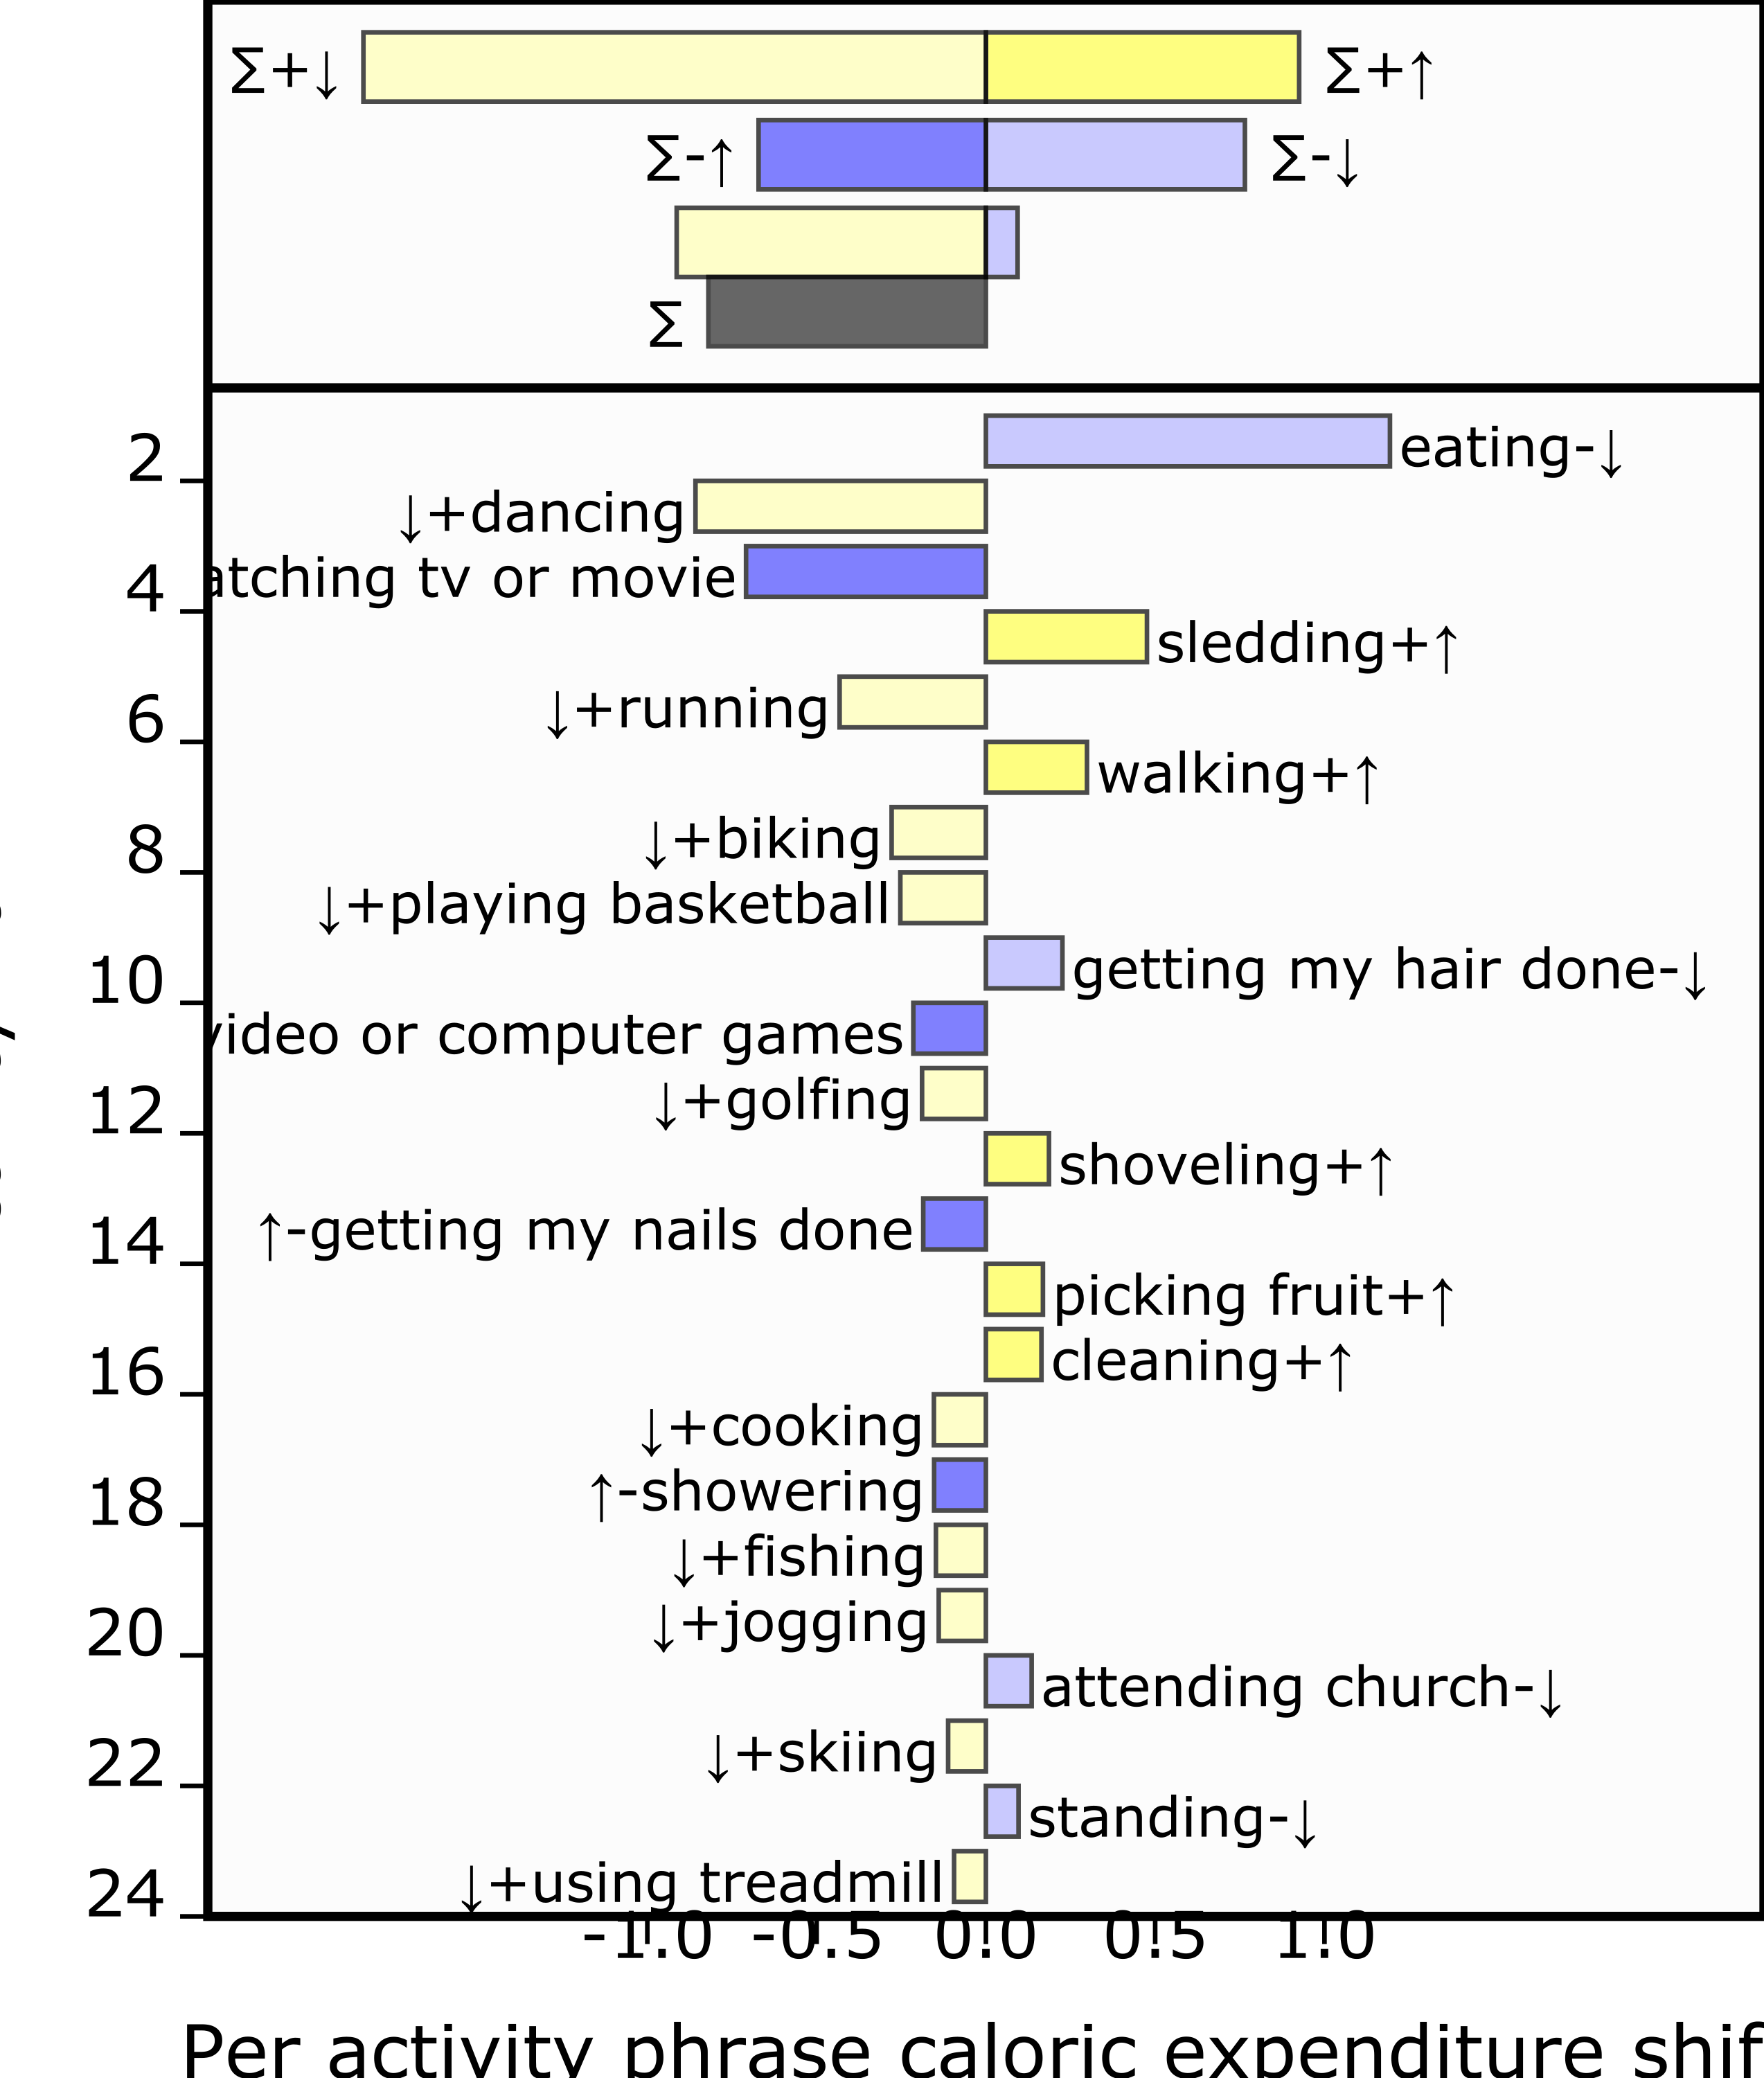 ∑+↓ ∑+↑
∑-↑ ∑-↓
∑
2 eating-↓
↓+dancing
4 atching tv or movie
sledding+↑
6 ↓+running
walking+↑
8 ↓+biking
↓+playing basketball
10 getting my hair done-↓
video or computer games
12 ↓+golfing
shoveling+↑
14 ↑-getting my nails done
picking fruit+↑
16 cleaning+↑
↓+cooking
18 ↑-showering
↓+fishing
20 ↓+jogging
attending church-↓
22 ↓+skiing
standing-↓
24 ↓+using treadmill
-1.0 -0.5 0.0 0.5 1.0
Per activity phrase caloric expenditure shif